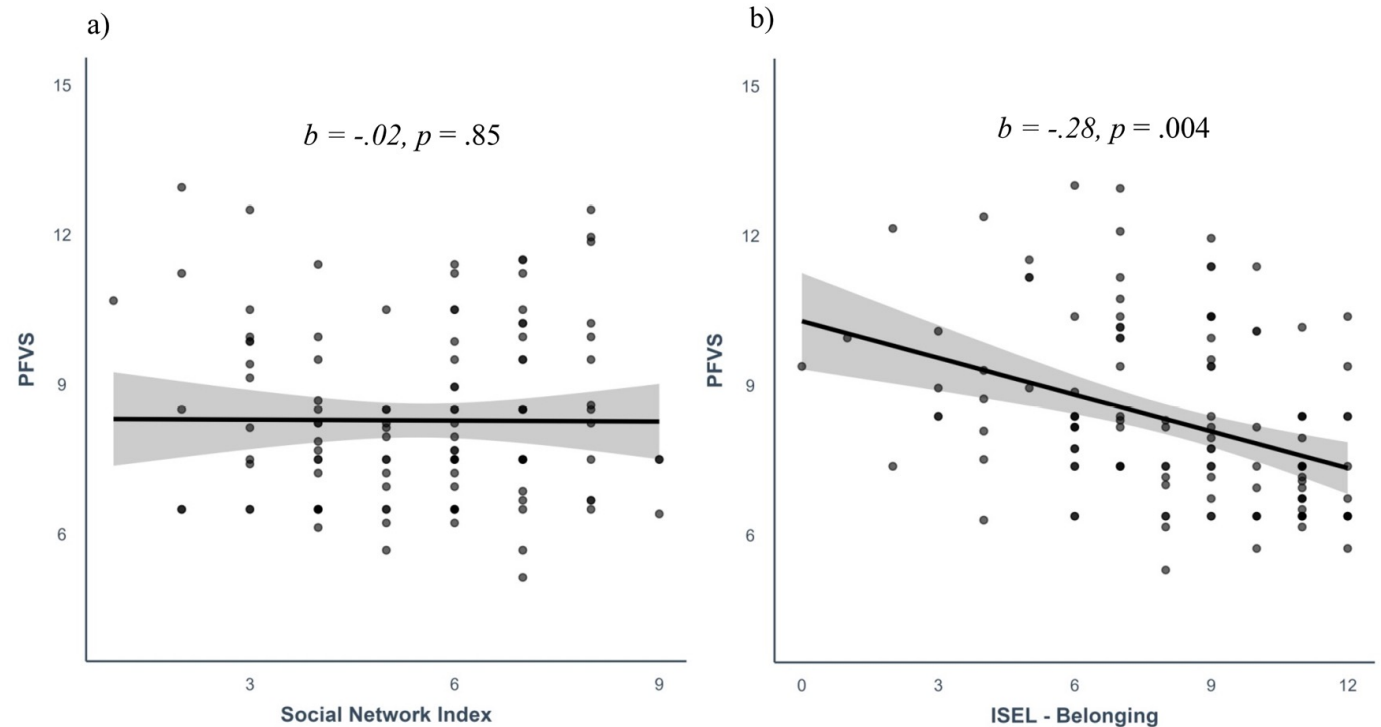 a)
15
12
9
6
PFVS
b = -.02, p = .85
3
6
9
Social Network Index
b)
15
12
9
6
PFVS
b = -.28, p = .004
0
3
6
9
12
ISEL - Belonging